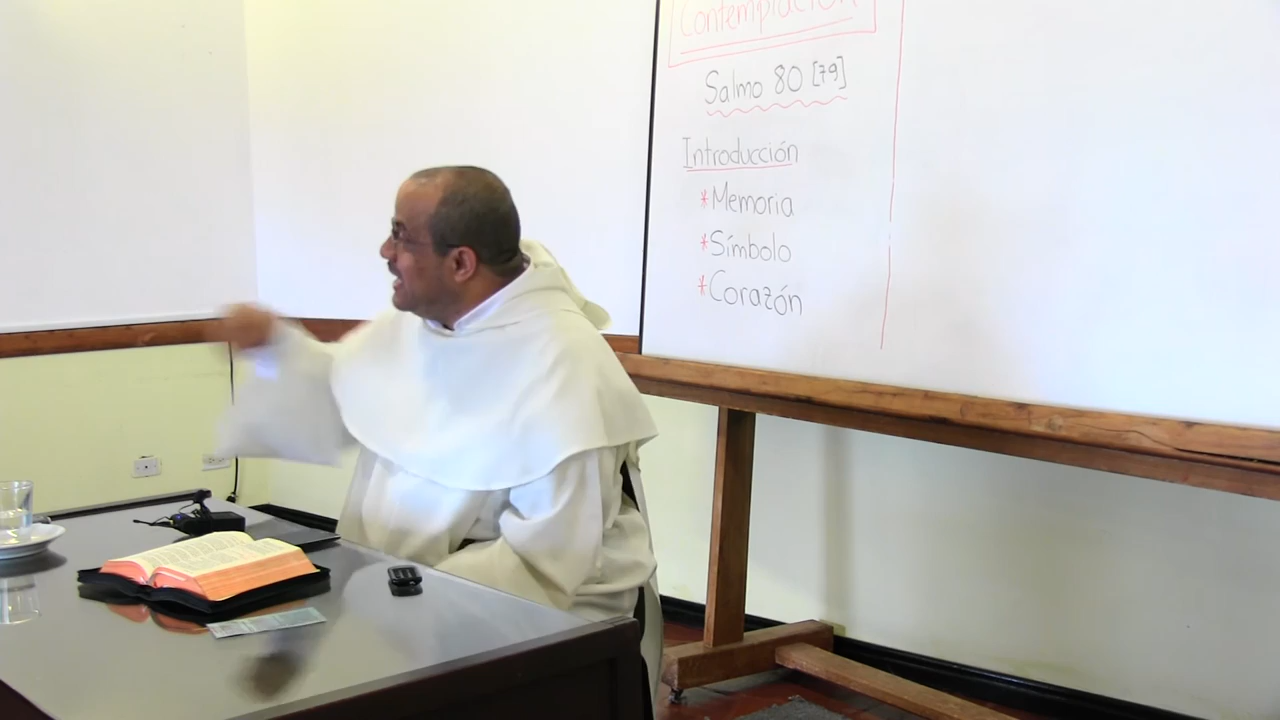 Contemplación
Salmo 80 [79]
Introducción
*Memoria
*Símbolo
*Corazón